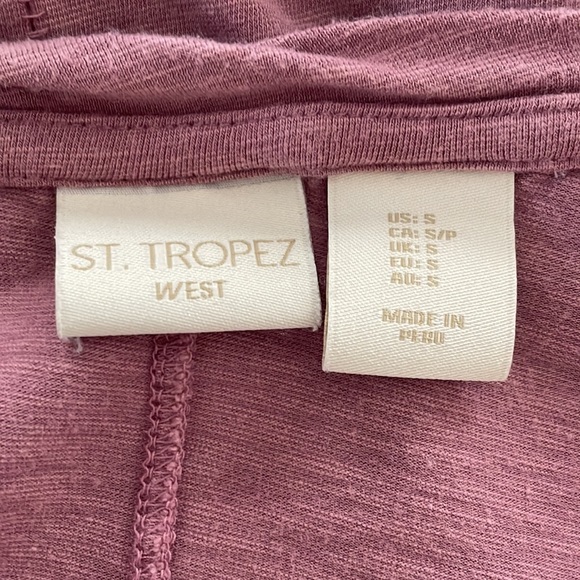 ST. TROPEZ
WEST
US: S
CA: S/P
UK: S
EU: S
AU: S
MADE IN
PERU